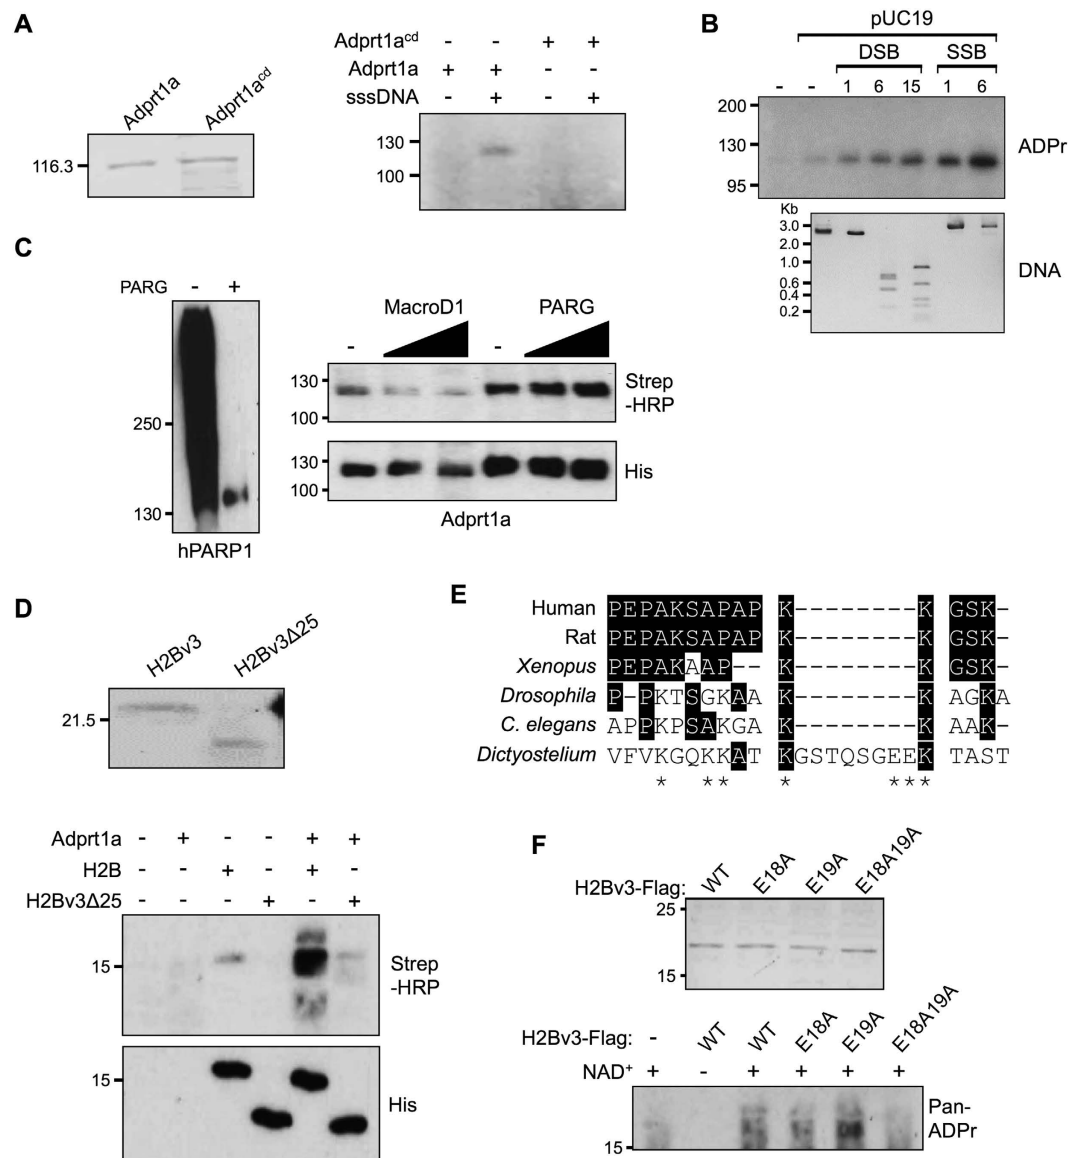 A
Adprt1a
Adprt1a^cd
116.3
Adprt1a^cd - - + +
Adprt1a + + - -
sssDNA - + - +
130
100
B
pUC19
DSB SSB
- - 1 6 15 1 6
200
130
95
ADPr
Kb
3.0
2.0
1.0
0.6
0.4
0.2
DNA
C
PARG - +
250
130
hPARP1
MacroD1 PARG
- -
130
100
Strep
-HRP
130
100
His
Adprt1a
D
H2Bv3
H2Bv3Δ25
21.5
Adprt1a - + - - + +
H2B - - + - + -
H2Bv3Δ25 - - - + - +
15
Strep
-HRP
15
His
E
Human PEPAKSAPAP K--------K GSK-
Rat PEPAKSAPAP K--------K GSK-
Xenopus PEPAKAAP-- K--------K GSK-
Drosophila P-PKTSGKAA K--------K AGKA
C. elegans APPKPSAKGA K--------K AAK-
Dictyostelium VFVKGQKKAT KGSTQSGEEK TAST
* * * * * * *
F
H2Bv3-Flag: WT E18A E19A E18A19A
25
15
H2Bv3-Flag: - WT WT E18A E19A E18A19A
NAD+ + - + + + +
15
Pan-
ADPr